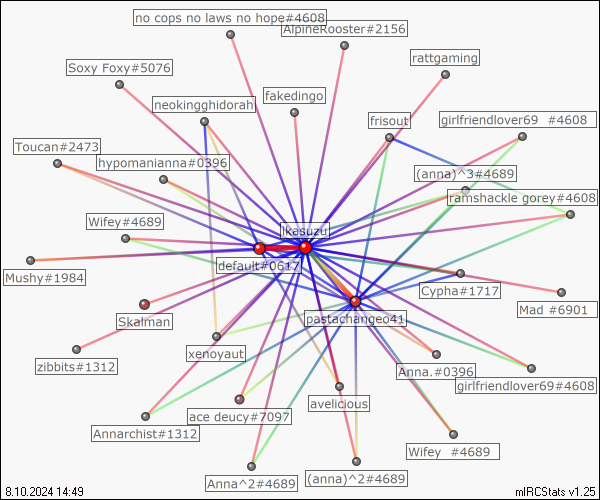 no cops no laws no hope#4608
AlpineRooster#2156
rattgaming
Soxy Foxy#5076
neokingghidorah
fakedingo
frisout
girlfriendlover69 #4608
Toucan#2473
hypomanianna#0396
(anna)^3#4689
ramshackle gorey#4608
Wifey#4689
ikasuzu
default#0617
Mushy#1984
Cypha#1717
Mad #6901
Skalman
pastachange41
zibbits#1312
xenoyaut
Anna.#0396
girlfriendlover69#4608
ace deucy#7097
avelicious
Annarchist#1312
Wifey #4689
Anna^2#4689
(anna)^2#4689
8.10.2024 14:49
mIRCStats v1.25